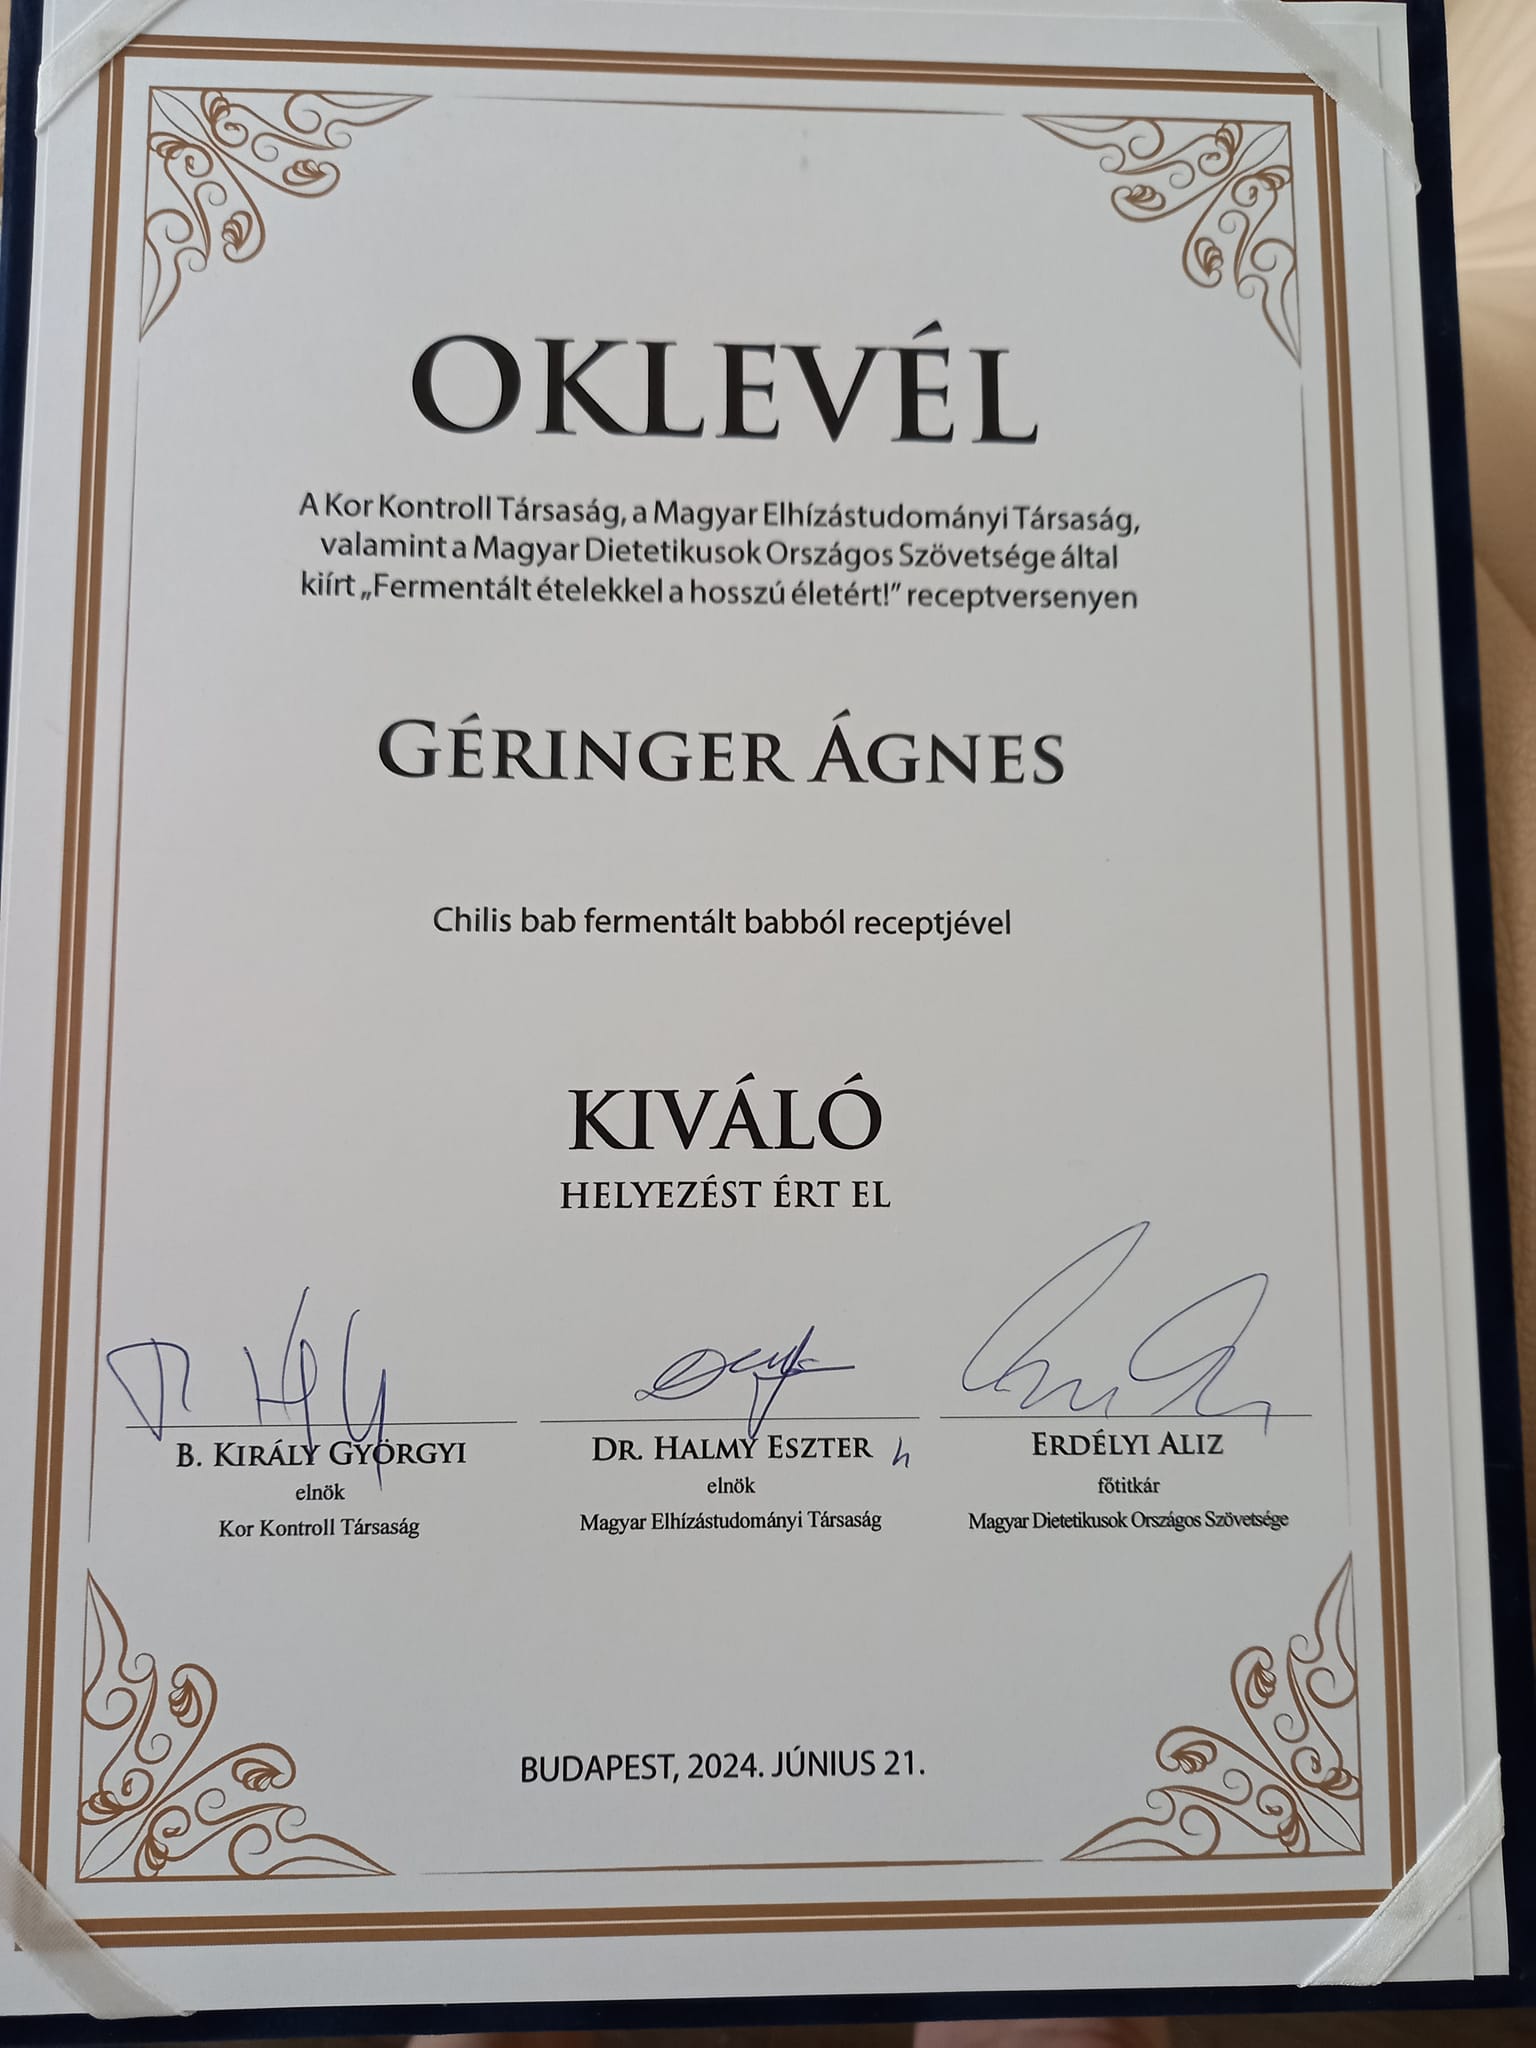 OKLEVÉL
A Kor Kontroll Társaság, a Magyar Elhízástudományi Társaság,
valamint a Magyar Dietetikusok Országos Szövetsége által
kiírt „Fermentált ételekkel a hosszú életért!” receptversenyen
GÉRINGER ÁGNES
Chilis bab fermentált babból receptjével
KIVÁLÓ
HELYEZÉST ÉRT EL
B. KIRÁLY GYÖRGYI
elnök
Kor Kontroll Társaság
DR. HALMY ESZTER
elnök
Magyar Elhízástudományi Társaság
ERDÉLYI ALIZ
főtitkár
Magyar Dietetikusok Országos Szövetsége
BUDAPEST, 2024. JÚNIUS 21.